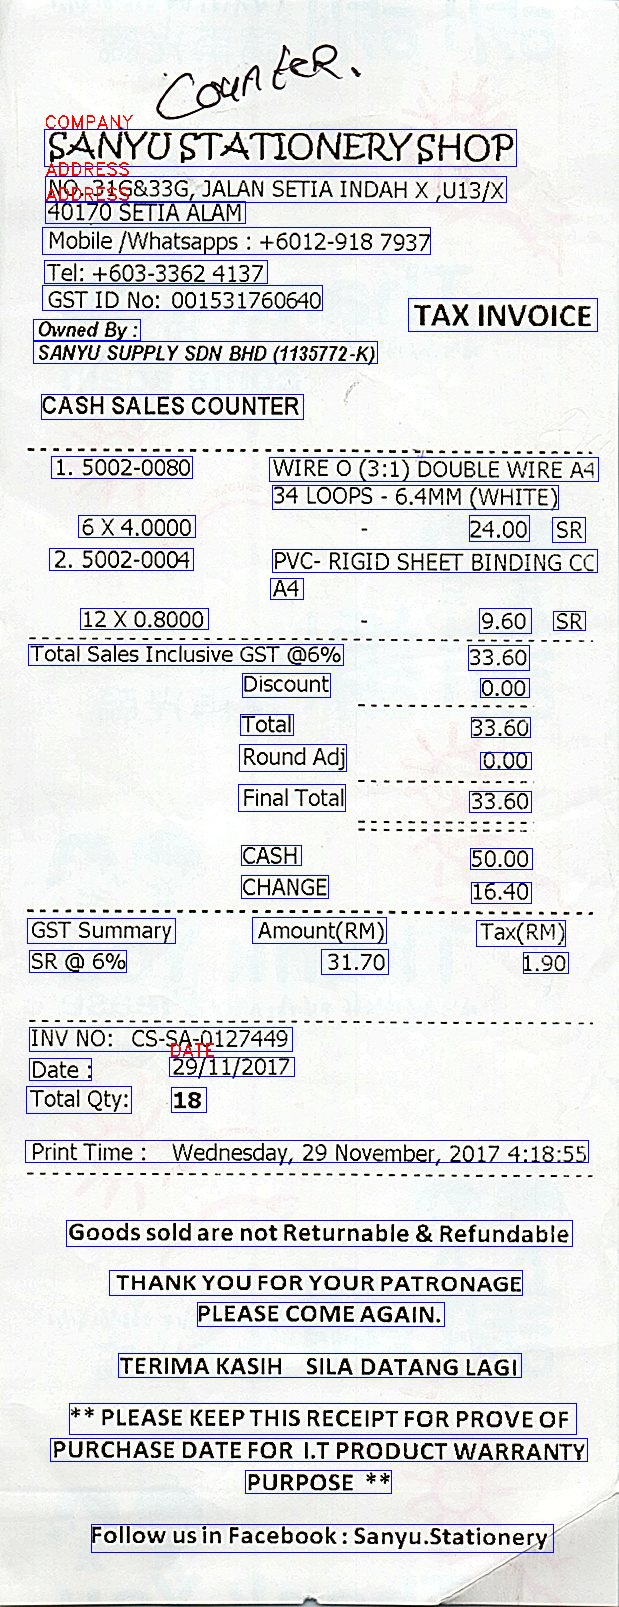 COUNTER.
COMPANY
SANYU STATIONERY SHOP
ADDRESS
NO. 31G&33G, JALAN SETIA INDAH X ,U13/X
ADDRESS
40170 SETIA ALAM
Mobile /Whatsapps : +6012-918 7937
Tel: +603-3362 4137
GST ID No: 001531760640
TAX INVOICE
Owned By :
SANYU SUPPLY SDN BHD (1135772-K)
CASH SALES COUNTER
1. 5002-0080 WIRE O (3:1) DOUBLE WIRE A4
34 LOOPS - 6.4MM (WHITE)
6 X 4.0000 - 24.00 SR
2. 5002-0004 PVC- RIGID SHEET BINDING CC
A4
12 X 0.8000 - 9.60 SR
Total Sales Inclusive GST @6% 33.60
Discount 0.00
Total 33.60
Round Adj 0.00
Final Total 33.60
CASH 50.00
CHANGE 16.40
GST Summary Amount(RM) Tax(RM)
SR @ 6% 31.70 1.90
INV NO: CS-SA-0127449
DATE
Date : 29/11/2017
Total Qty: 18
Print Time : Wednesday, 29 November, 2017 4:18:55
Goods sold are not Returnable & Refundable
THANK YOU FOR YOUR PATRONAGE
PLEASE COME AGAIN.
TERIMA KASIH SILA DATANG LAGI
** PLEASE KEEP THIS RECEIPT FOR PROVE OF
PURCHASE DATE FOR I.T PRODUCT WARRANTY
PURPOSE **
Follow us in Facebook : Sanyu.Stationery